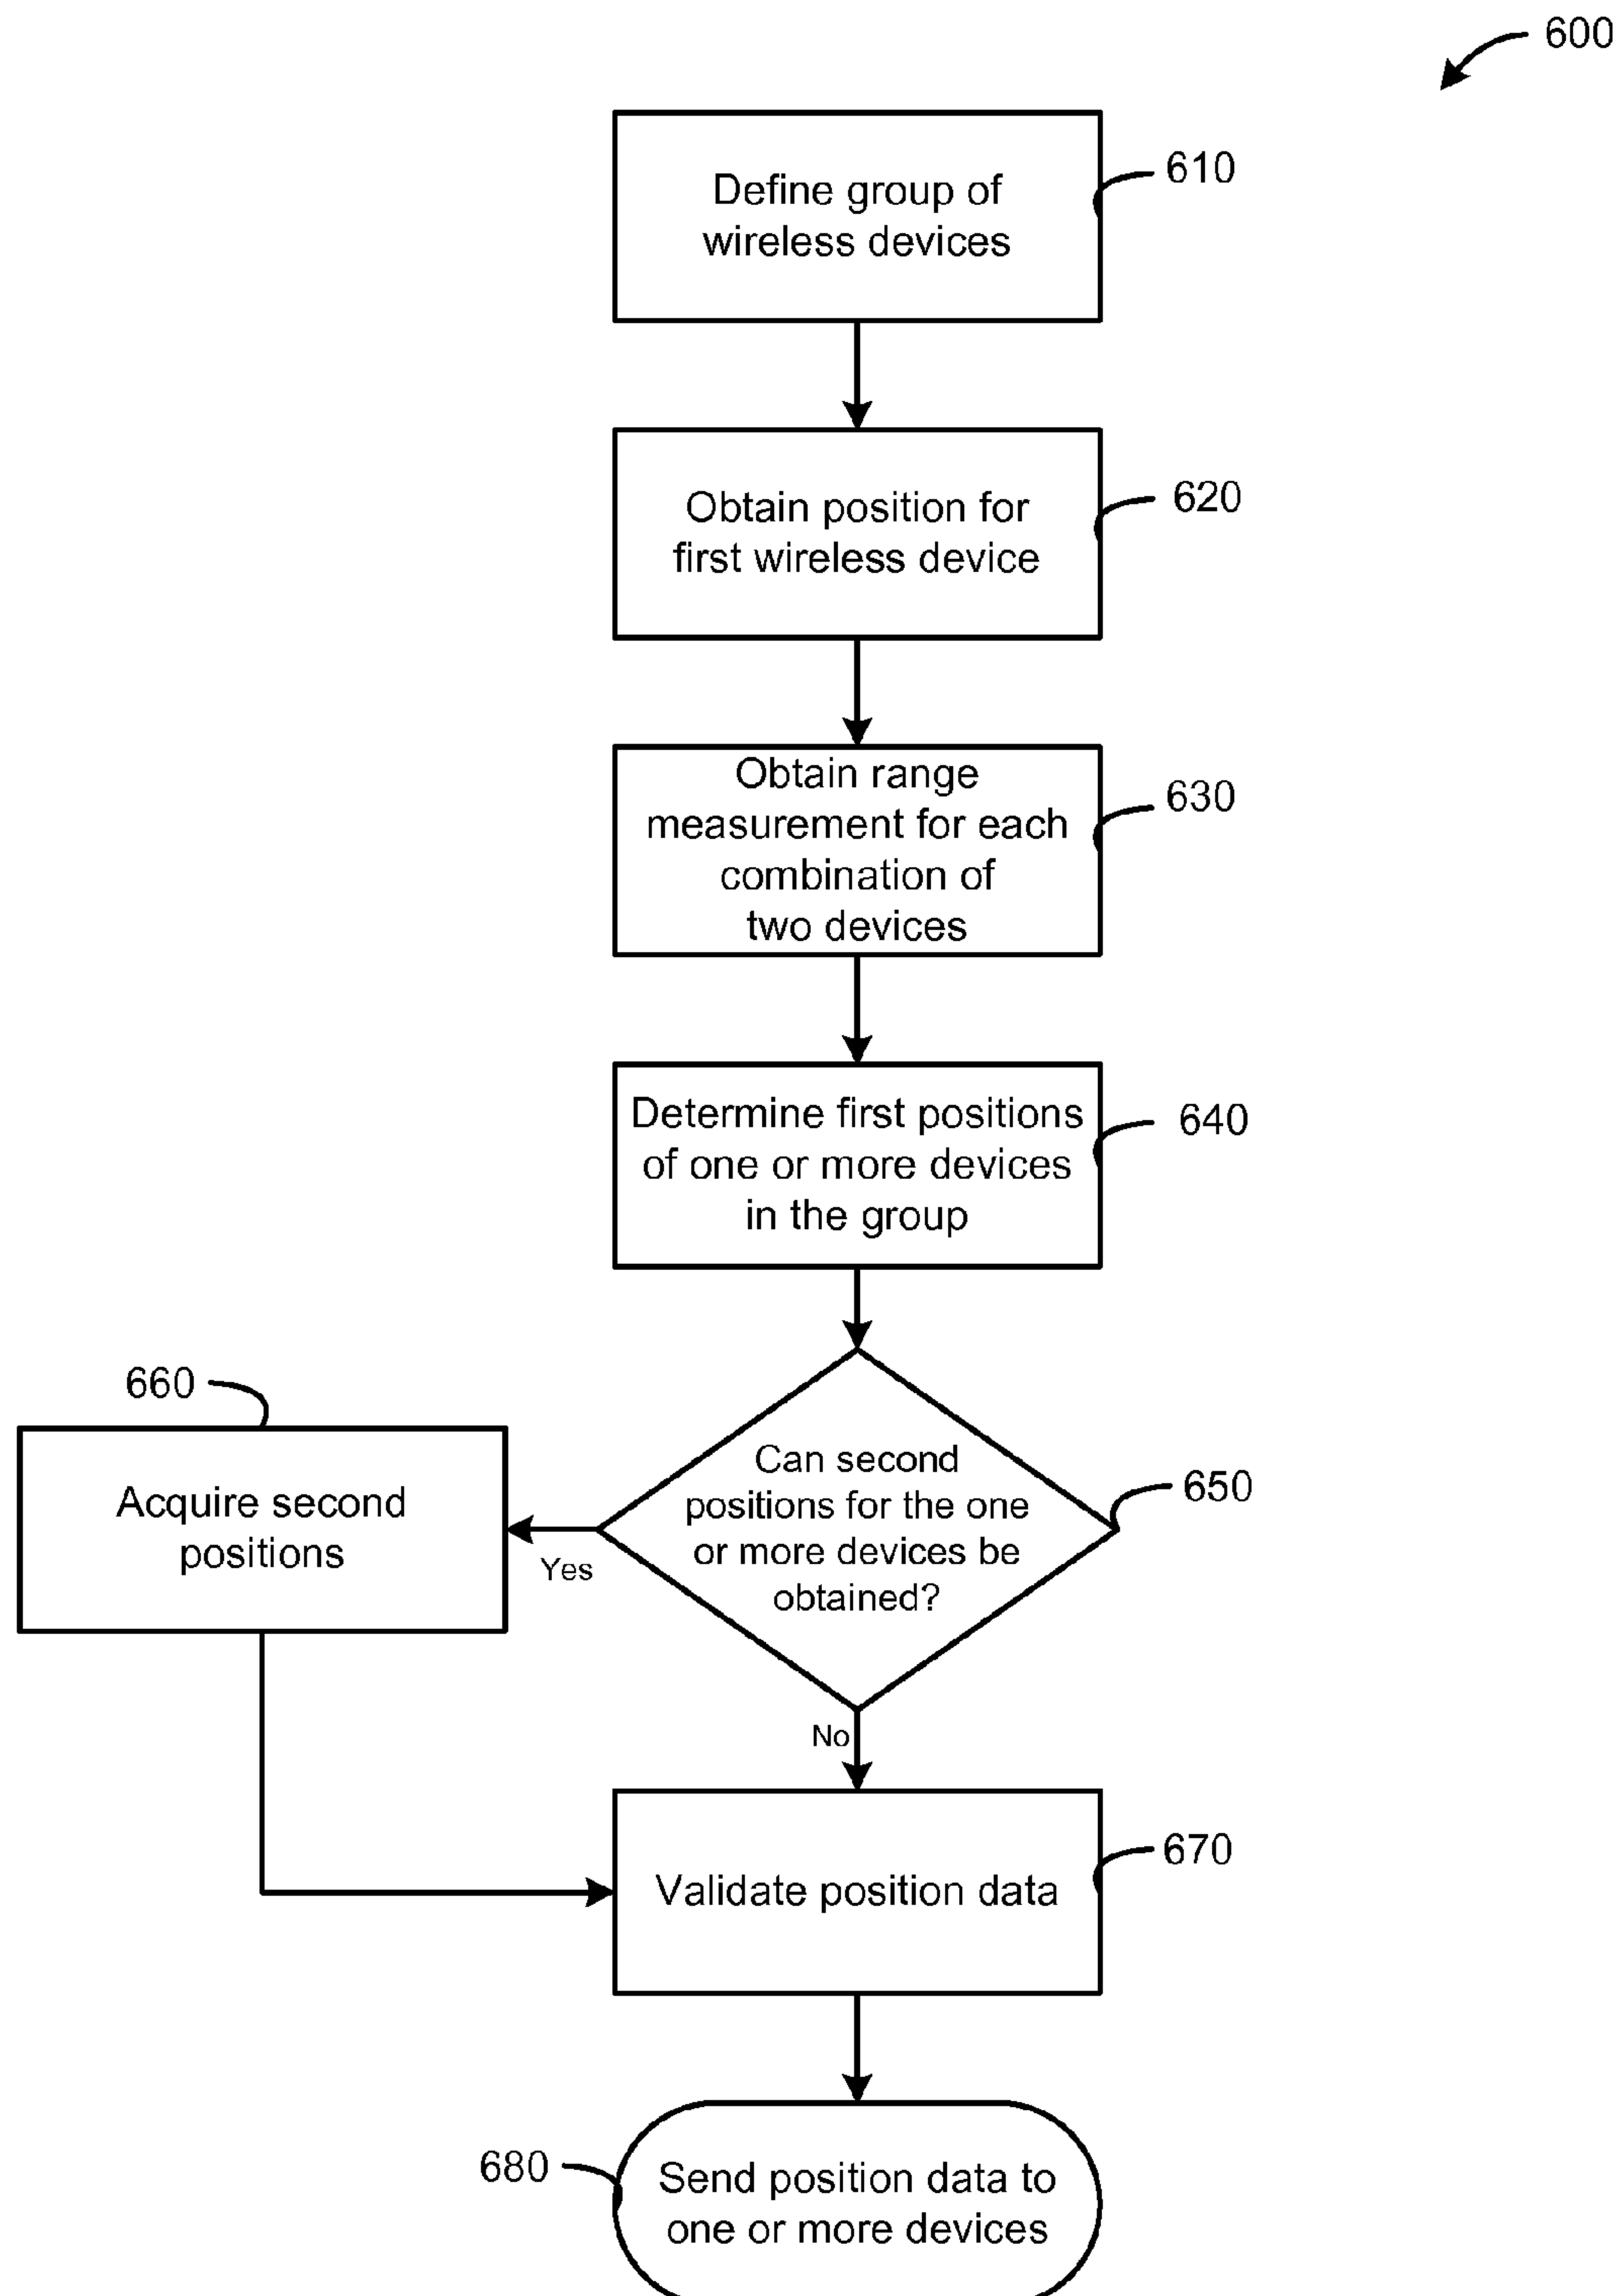 600
Define group of
wireless devices
610
Obtain position for
first wireless device
620
Obtain range
measurement for each
combination of
two devices
630
Determine first positions
of one or more devices
in the group
640
660
Acquire second
positions
Can second
positions for the one
or more devices be
obtained?
650
Yes
No
Validate position data
670
680
Send position data to
one or more devices